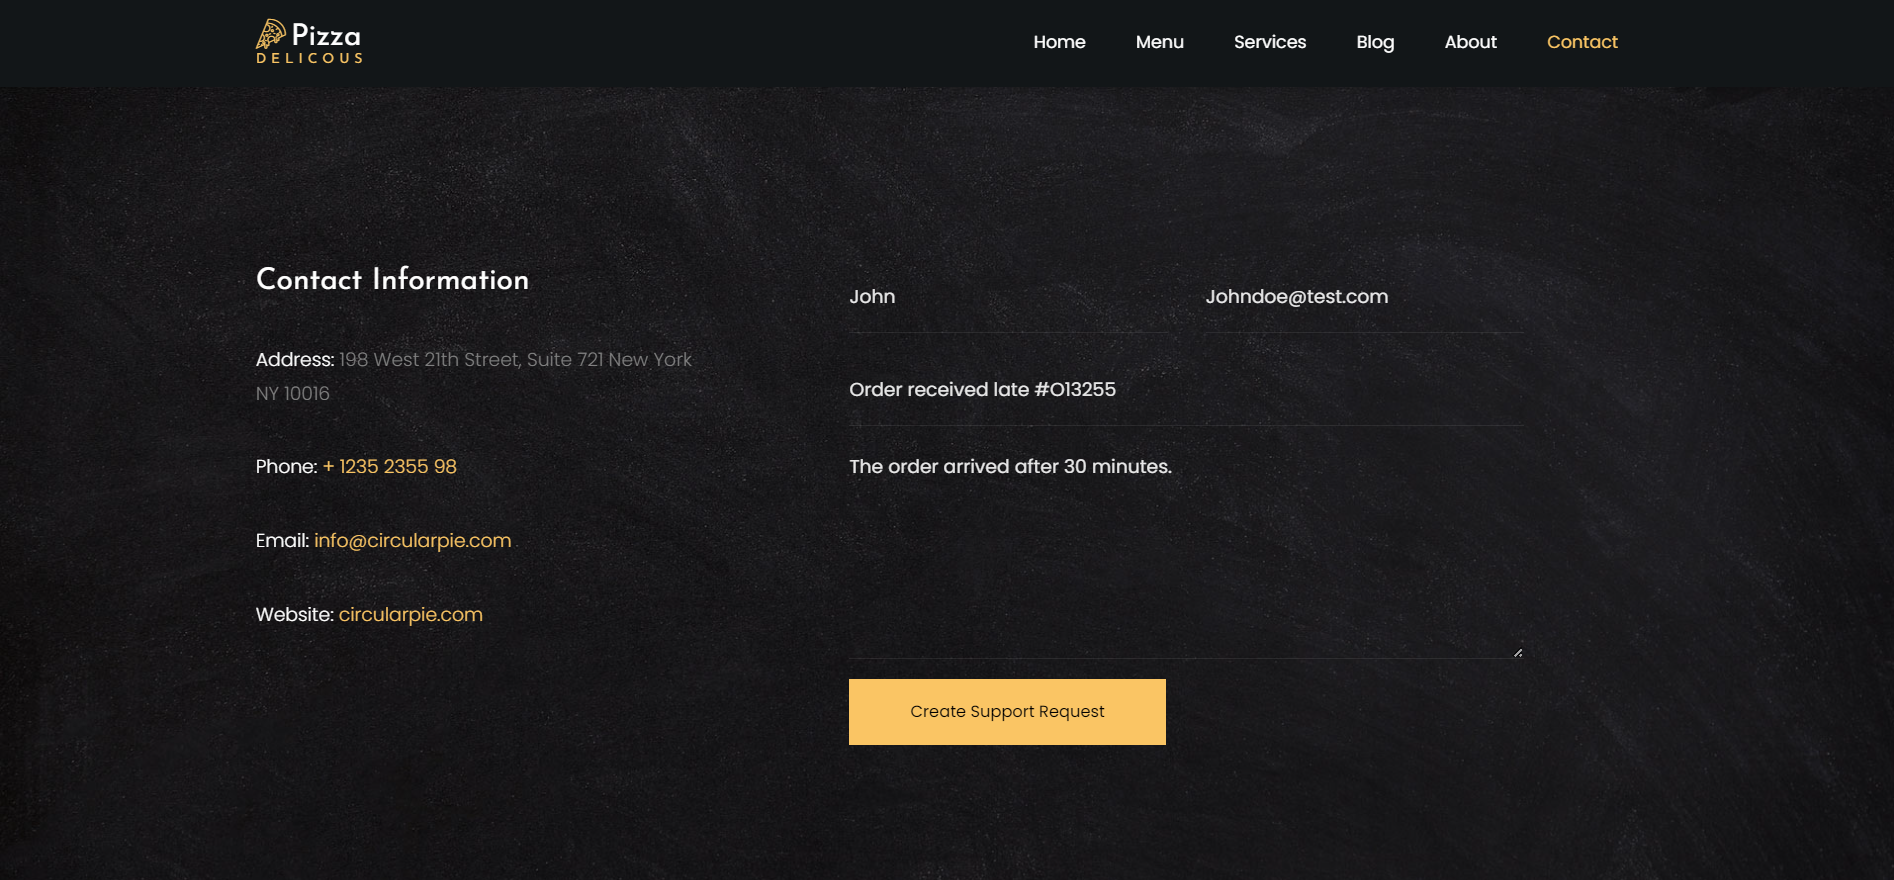 Pizza
DELICOUS
Home Menu Services Blog About Contact
Contact Information
Address: 198 West 21th Street, Suite 721 New York
NY 10016
Phone: + 1235 2355 98
Email: info@circularpie.com
Website: circularpie.com
John
Johndoe@test.com
Order received late #O13255
The order arrived after 30 minutes.
Create Support Request